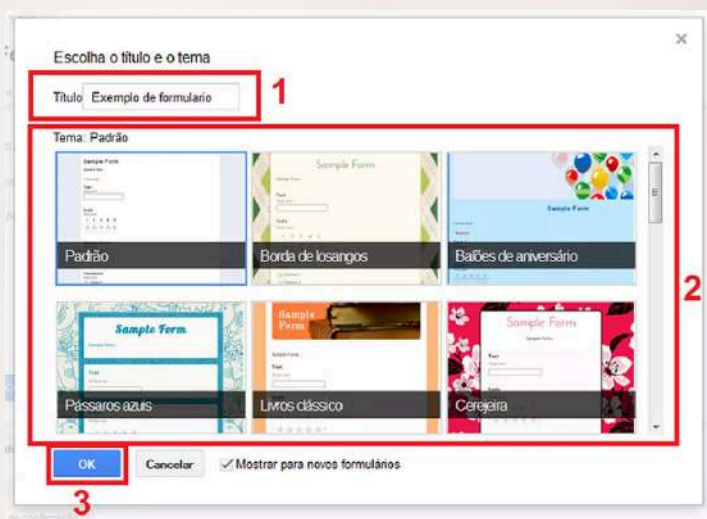 Escolha o título e o tema
Título Exemplo de formulario
1
Tema: Padrão
Sample Form
Padrão
Sample Form
Borda de losangos
Sample Form
Balões de aniversário
2
Sample Form
Pássaros azuis
Sample Form
Livros clássico
Sample Form
Cerejeira
OK Cancelar Mostrar para novos formulários
3